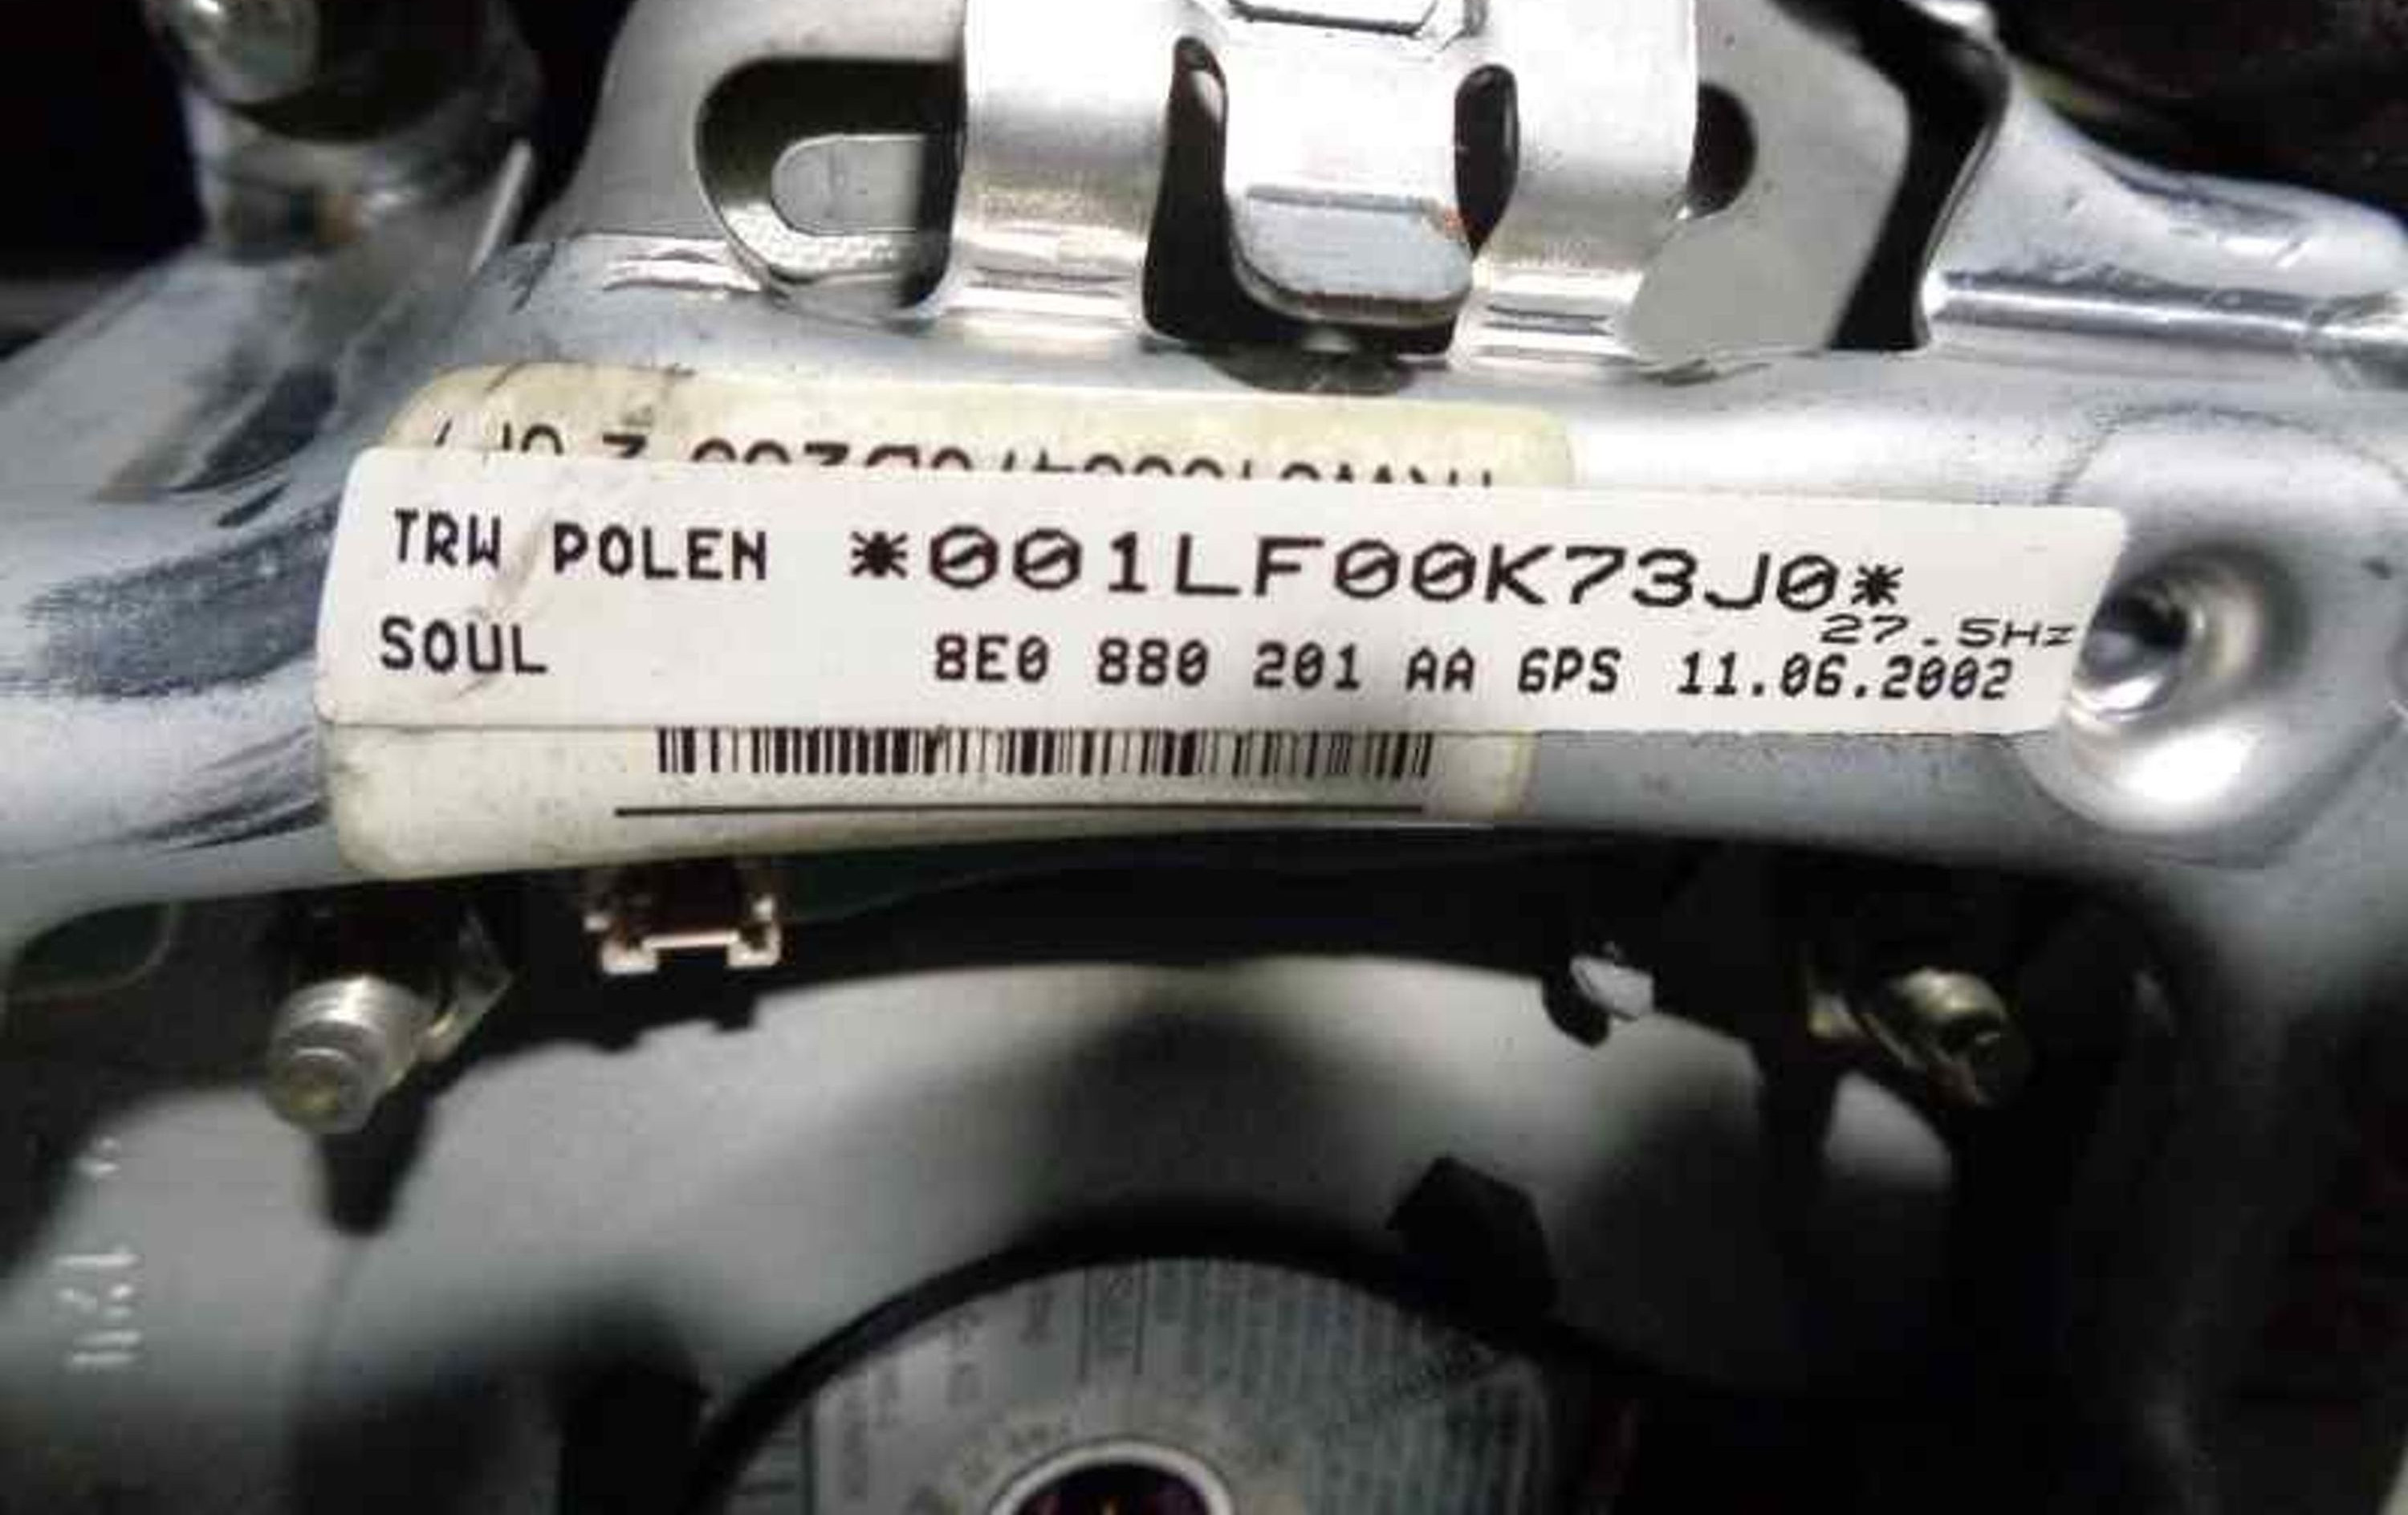 TRW POLEN *001LF00K73J0*
27.5Hz
SOUL 8E0 880 201 AA 6PS 11.06.2002